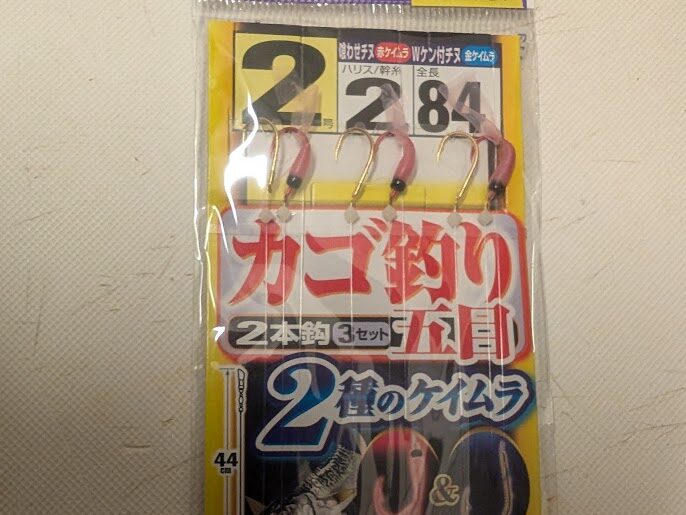 喰わせチヌ 赤ケイムラ Wケン付チヌ 金ケイムラ
2号
ハリス/幹糸 2
全長 84
カゴ釣り
五目
2本鈎 3セット
2種のケイムラ
44cm
&